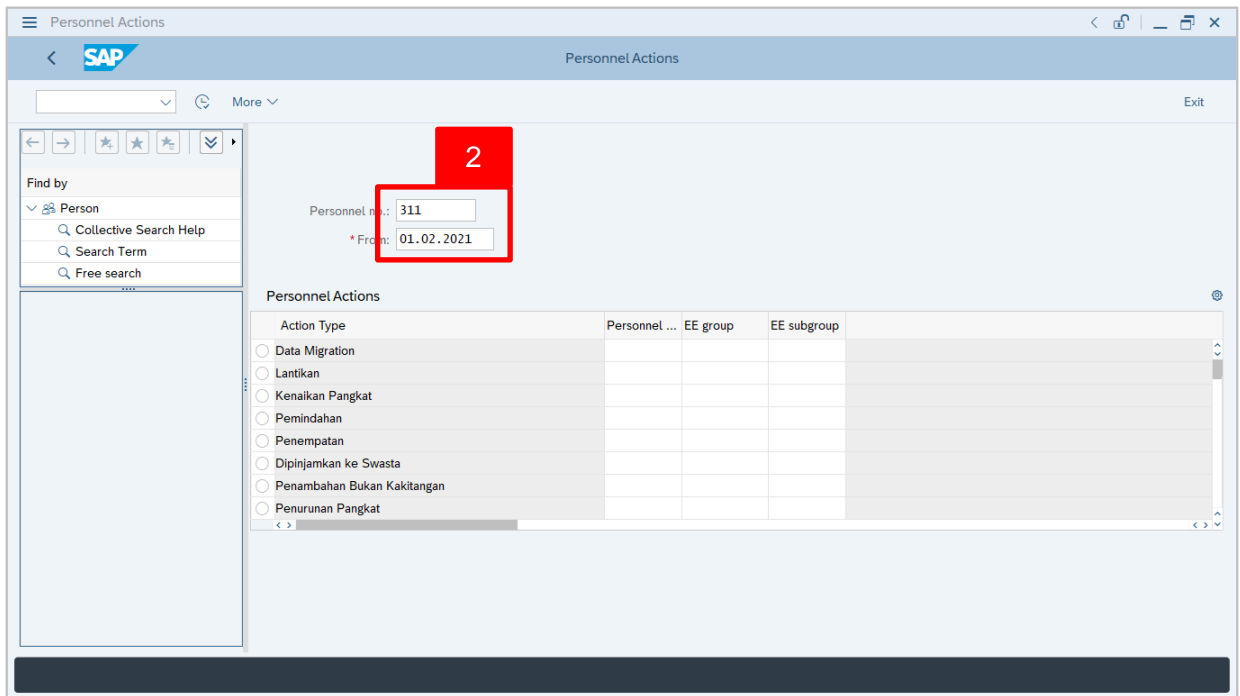 Personnel Actions
SAP
Personnel Actions
More
Exit
2
Find by
Person
Collective Search Help
Search Term
Free search
Personnel no.: 311
* From: 01.02.2021
Personnel Actions
Action Type Personnel ... EE group EE subgroup
Data Migration
Lantikan
Kenaikan Pangkat
Pemindahan
Penempatan
Dipinjamkan ke Swasta
Penambahan Bukan Kakitangan
Penurunan Pangkat